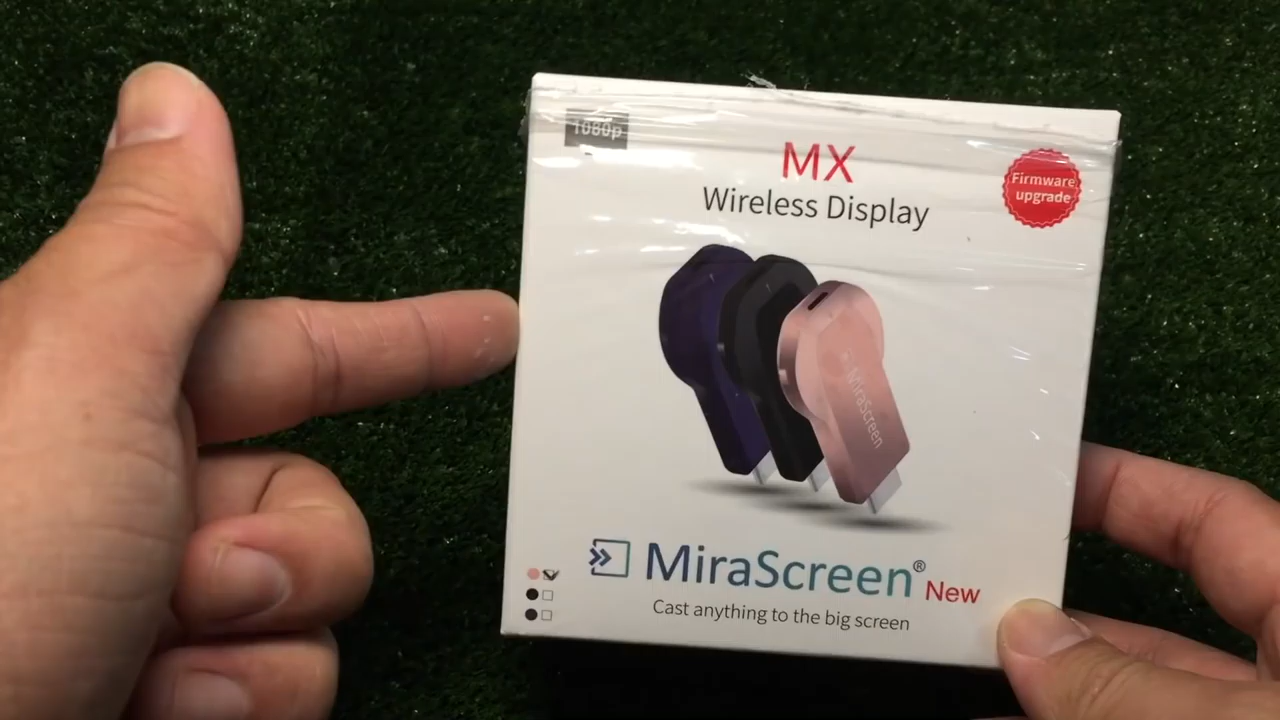 1080p
MX
Wireless Display
Firmware
upgrade
MiraScreen
MiraScreen® New
Cast anything to the big screen